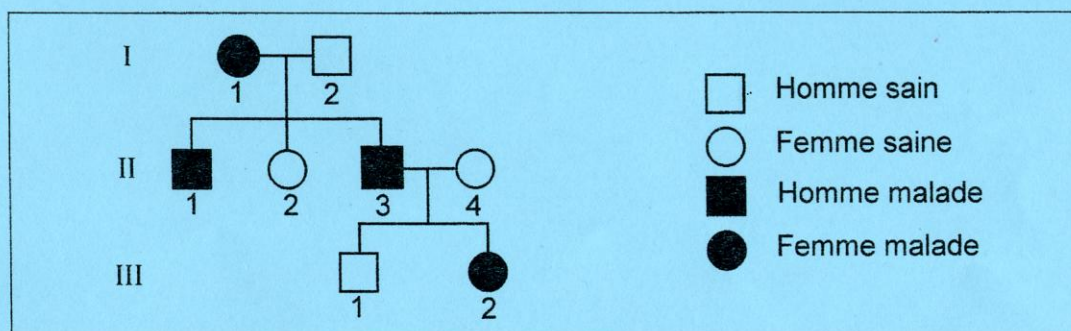 I
1 2
Homme sain
Femme saine
II
1 2 3 4
Homme malade
Femme malade
III
1 2